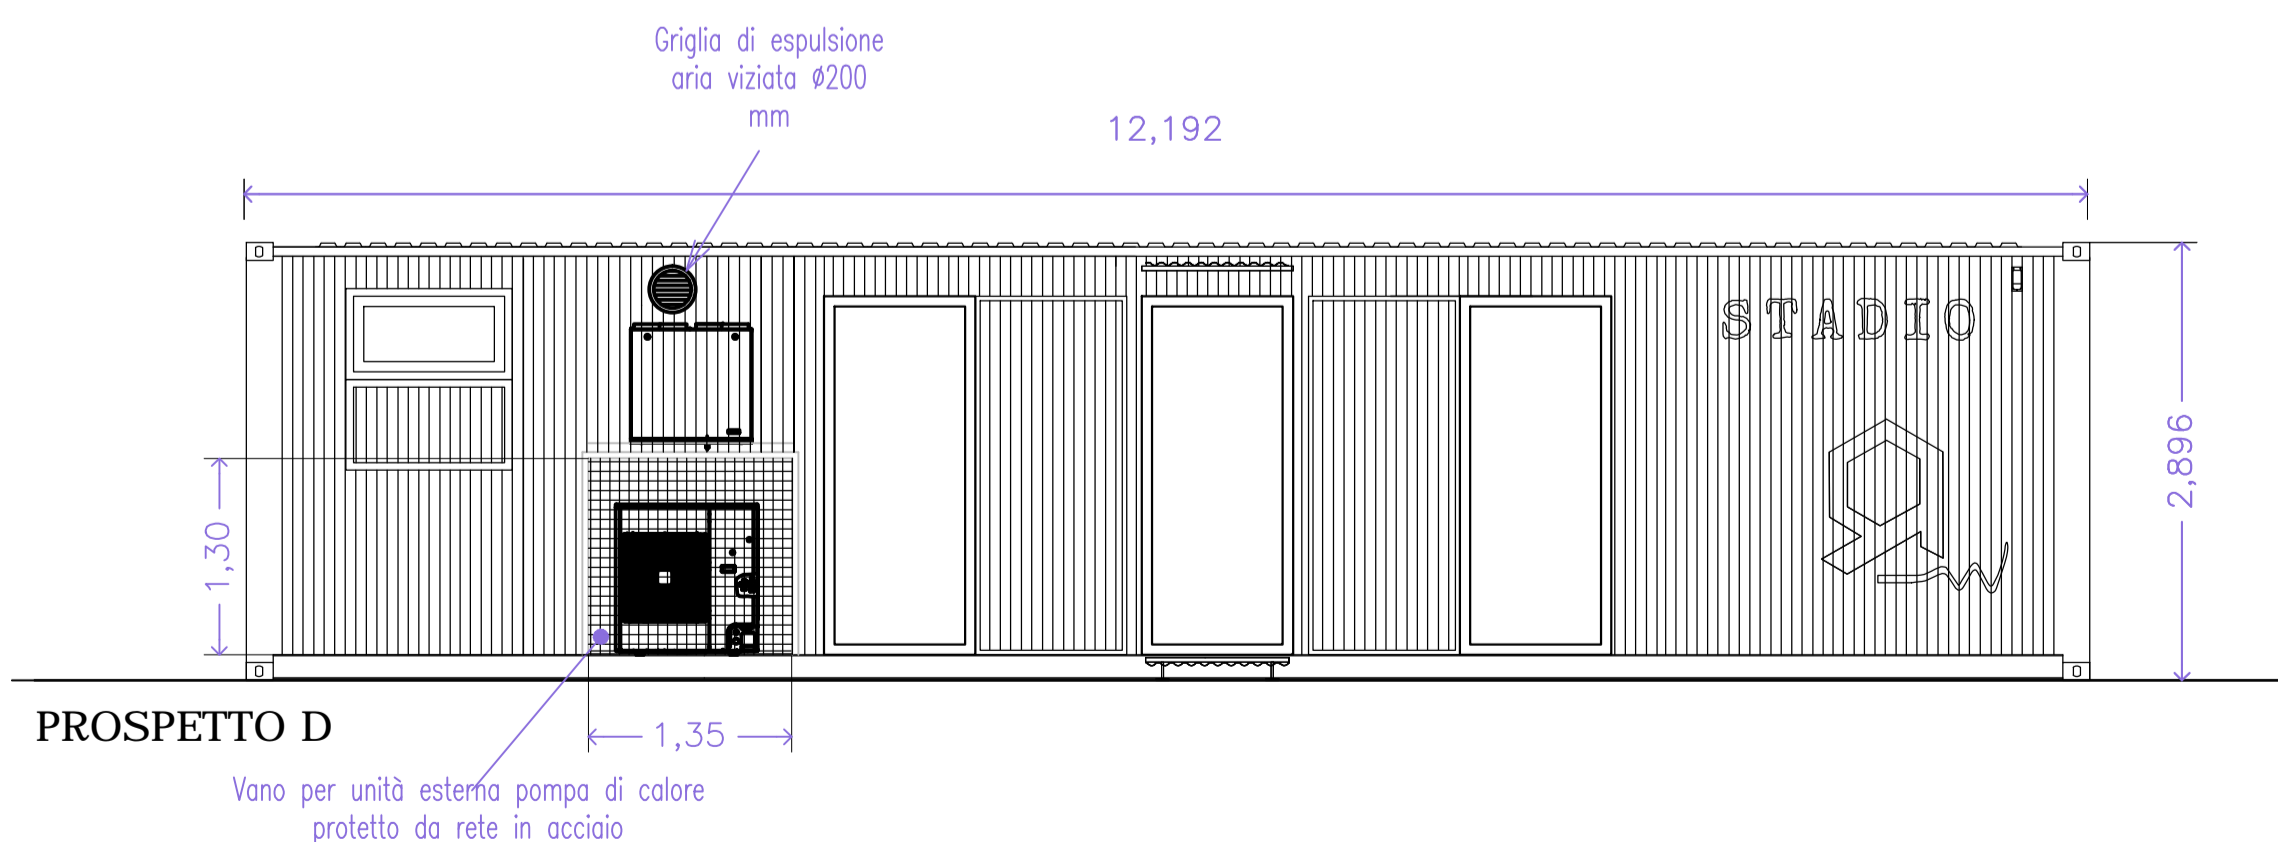 Griglia di espulsione
aria viziata ø200
mm
12,192
STADIO
1,30
2,896
PROSPETTO D
1,35
Vano per unità esterna pompa di calore
protetto da rete in acciaio